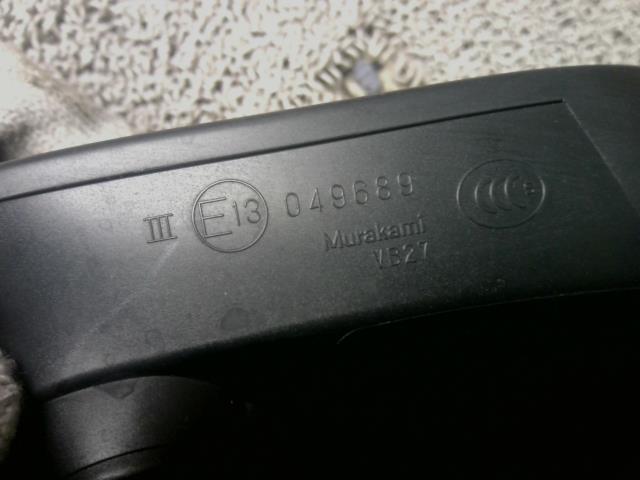 III E13 049689
Murakami
VB27
CCC